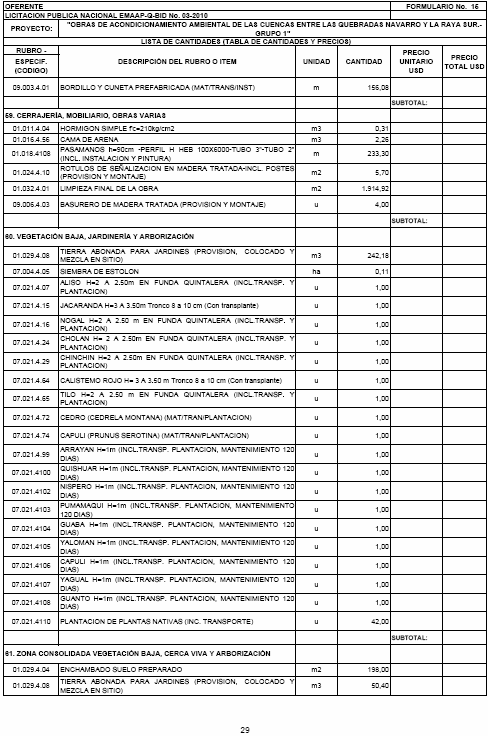 OFERENTE FORMULARIO No. 16
LICITACION PUBLICA NACIONAL EMAAP-Q-BID No. 03-2010
PROYECTO: "OBRAS DE ACONDICIONAMIENTO AMBIENTAL DE LAS CUENCAS ENTRE LAS QUEBRADAS NAVARRO Y LA RAYA SUR.-
GRUPO 1"
LISTA DE CANTIDADES (TABLA DE CANTIDADES Y PRECIOS)
RUBRO -
ESPECIF.
(CODIGO) DESCRIPCIÓN DEL RUBRO O ITEM UNIDAD CANTIDAD PRECIO
UNITARIO
USD PRECIO
TOTAL USD
09.003.4.01 BORDILLO Y CUNETA PREFABRICADA (MAT/TRANS/INST) m 156,08
SUBTOTAL:
59. CERRAJERÍA, MOBILIARIO, OBRAS VARIAS
01.011.4.04 HORMIGON SIMPLE f'c=210kg/cm2 m3 0,31
01.016.4.56 CAMA DE ARENA m3 2,26
01.018.4108 PASAMANOS h=90cm -PERFIL H HEB 100X6000-TUBO 3"-TUBO 2"
(INCL. INSTALACION Y PINTURA) m 233,30
01.024.4.10 ROTULOS DE SEÑALIZACION EN MADERA TRATADA-INCL. POSTES
(PROVISION Y MONTAJE) m2 5,70
01.032.4.01 LIMPIEZA FINAL DE LA OBRA m2 1.914,92
09.006.4.03 BASURERO DE MADERA TRATADA (PROVISION Y MONTAJE) u 4,00
SUBTOTAL:
60. VEGETACIÓN BAJA, JARDINERÍA Y ARBORIZACIÓN
01.029.4.08 TIERRA ABONADA PARA JARDINES (PROVISION, COLOCADO Y
MEZCLA EN SITIO) m3 242,18
07.004.4.05 SIEMBRA DE ESTOLON ha 0,11
07.021.4.07 ALISO H=2 A 2.50m EN FUNDA QUINTALERA (INCL.TRANSP. Y
PLANTACION) u 1,00
07.021.4.15 JACARANDA H=3 A 3.50m Tronco 8 a 10 cm (Con transplante) u 1,00
07.021.4.16 NOGAL H=2 A 2.50 m EN FUNDA QUINTALERA (INCL.TRANSP. Y
PLANTACION) u 1,00
07.021.4.24 CHOLAN H= 2 A 2.50m EN FUNDA QUINTALERA (INCL.TRANSP. Y
PLANTACION) u 1,00
07.021.4.29 CHINCHIN H=2 A 2.50m EN FUNDA QUINTALERA (INCL.TRANSP. Y
PLANTACION) u 1,00
07.021.4.64 CALISTEMO ROJO H= 3 A 3.50 m Tronco 8 a 10 cm (Con transplante) u 1,00
07.021.4.65 TILO H=2 A 2.50 m EN FUNDA QUINTALERA (INCL.TRANSP. Y
PLANTACION) u 1,00
07.021.4.72 CEDRO (CEDRELA MONTANA) (MAT/TRAN/PLANTACION) u 1,00
07.021.4.74 CAPULI (PRUNUS SEROTINA) (MAT/TRAN/PLANTACION) u 1,00
07.021.4.99 ARRAYAN H=1m (INCL.TRANSP. PLANTACION, MANTENIMIENTO 120
DIAS) u 1,00
07.021.4100 QUISHUAR H=1m (INCL.TRANSP. PLANTACION, MANTENIMIENTO 120
DIAS) u 1,00
07.021.4102 NISPERO H=1m (INCL.TRANSP. PLANTACION, MANTENIMIENTO 120
DIAS) u 1,00
07.021.4103 PUMAMAQUI H=1m (INCL.TRANSP. PLANTACION, MANTENIMIENTO
120 DIAS) u 1,00
07.021.4104 GUABA H=1m (INCL.TRANSP. PLANTACION, MANTENIMIENTO 120
DIAS) u 1,00
07.021.4105 YALOMAN H=1m (INCL.TRANSP. PLANTACION, MANTENIMIENTO 120
DIAS) u 1,00
07.021.4106 CAPULI H=1m (INCL.TRANSP. PLANTACION, MANTENIMIENTO 120
DIAS) u 1,00
07.021.4107 YAGUAL H=1m (INCL.TRANSP. PLANTACION, MANTENIMIENTO 120
DIAS) u 1,00
07.021.4108 GUANTO H=1m (INCL.TRANSP. PLANTACION, MANTENIMIENTO 120
DIAS) u 1,00
07.021.4110 PLANTACION DE PLANTAS NATIVAS (INC. TRANSPORTE) u 42,00
SUBTOTAL:
61. ZONA CONSOLIDADA VEGETACIÓN BAJA, CERCA VIVA Y ARBORIZACIÓN
01.029.4.04 ENCHAMBADO SUELO PREPARADO m2 198,00
01.029.4.08 TIERRA ABONADA PARA JARDINES (PROVISION, COLOCADO Y
MEZCLA EN SITIO) m3 50,40
29